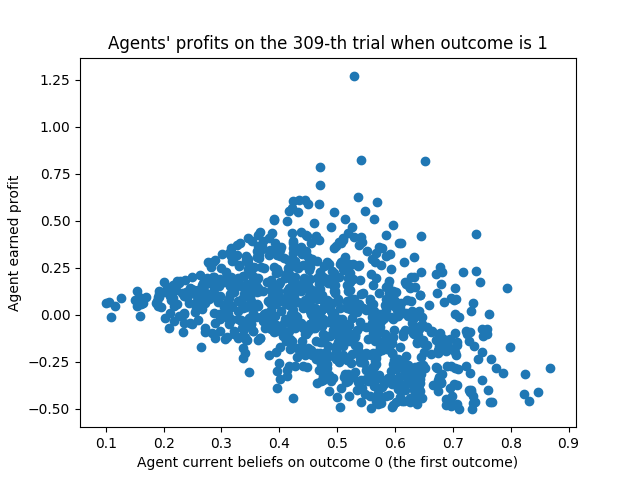 Agents' profits on the 309-th trial when outcome is 1
1.25
1.00
0.75
0.50
0.25
0.00
−0.25
−0.50
Agent earned profit
0.1 0.2 0.3 0.4 0.5 0.6 0.7 0.8 0.9
Agent current beliefs on outcome 0 (the first outcome)